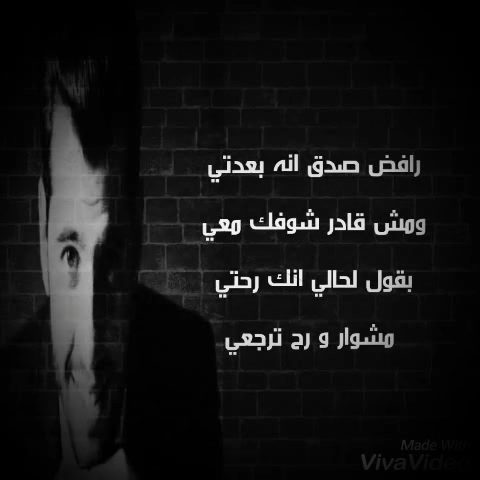 رافض صدق انه بعدتي
ومش قادر شوفك معي
بقول لحالي انك رحتي
مشوار و رح ترجعي
Made With
VivaVideo